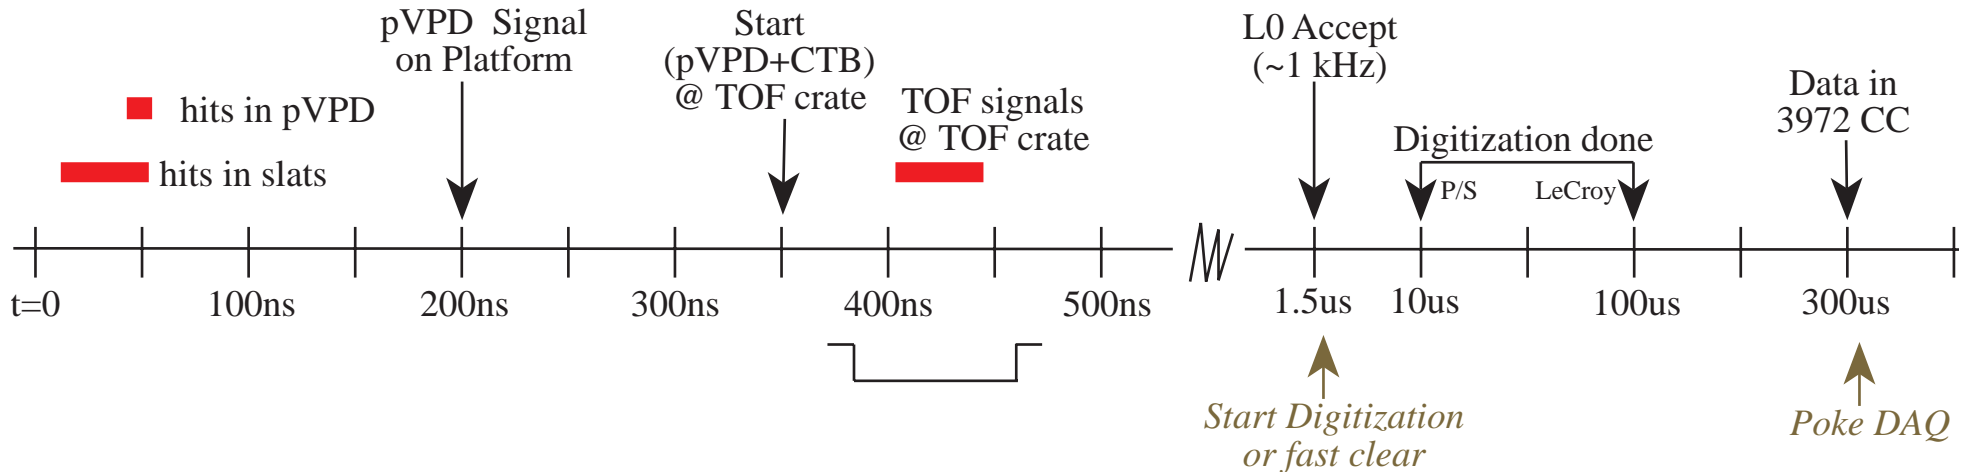 pVPD Signal
on Platform
Start
(pVPD+CTB)
@ TOF crate
L0 Accept
(~1 kHz)
hits in pVPD
TOF signals
@ TOF crate
Data in
3972 CC
Digitization done
hits in slats
P/S
LeCroy
t=0
100ns
200ns
300ns
400ns
500ns
1.5us
10us
100us
300us
Start Digitization
or fast clear
Poke DAQ